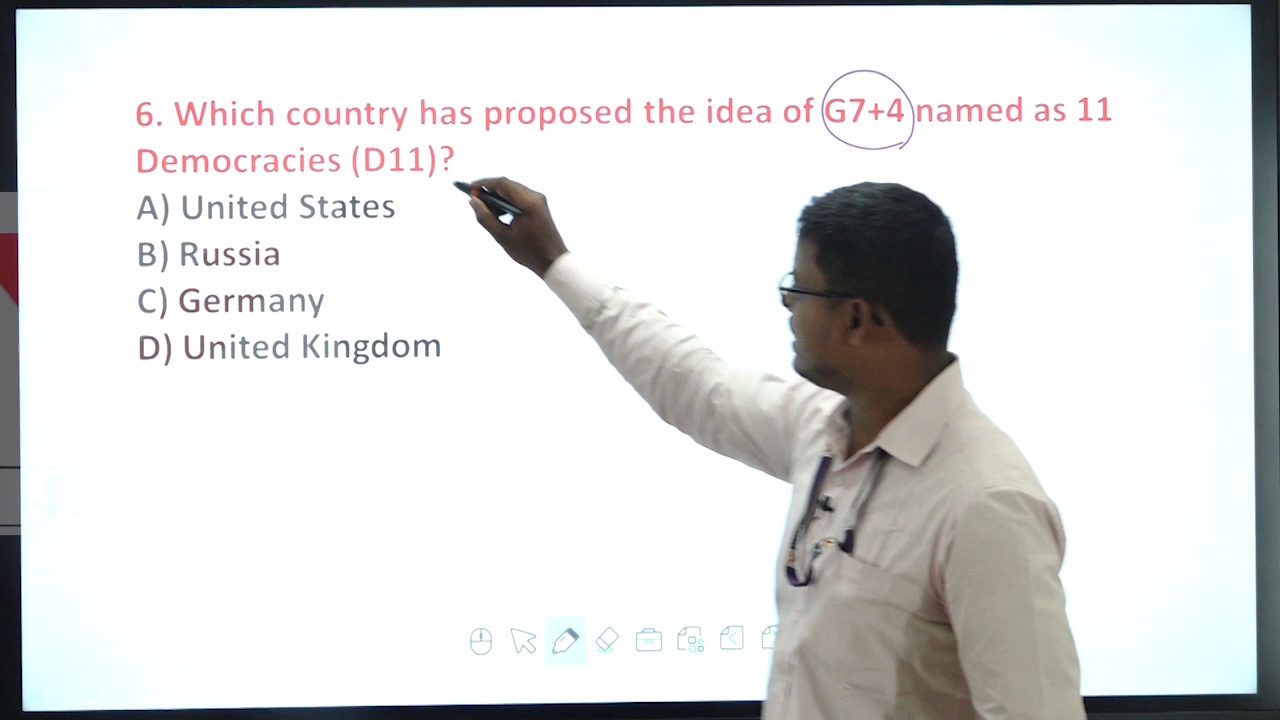 6. Which country has proposed the idea of G7+4 named as 11
Democracies (D11)?
A) United States
B) Russia
C) Germany
D) United Kingdom